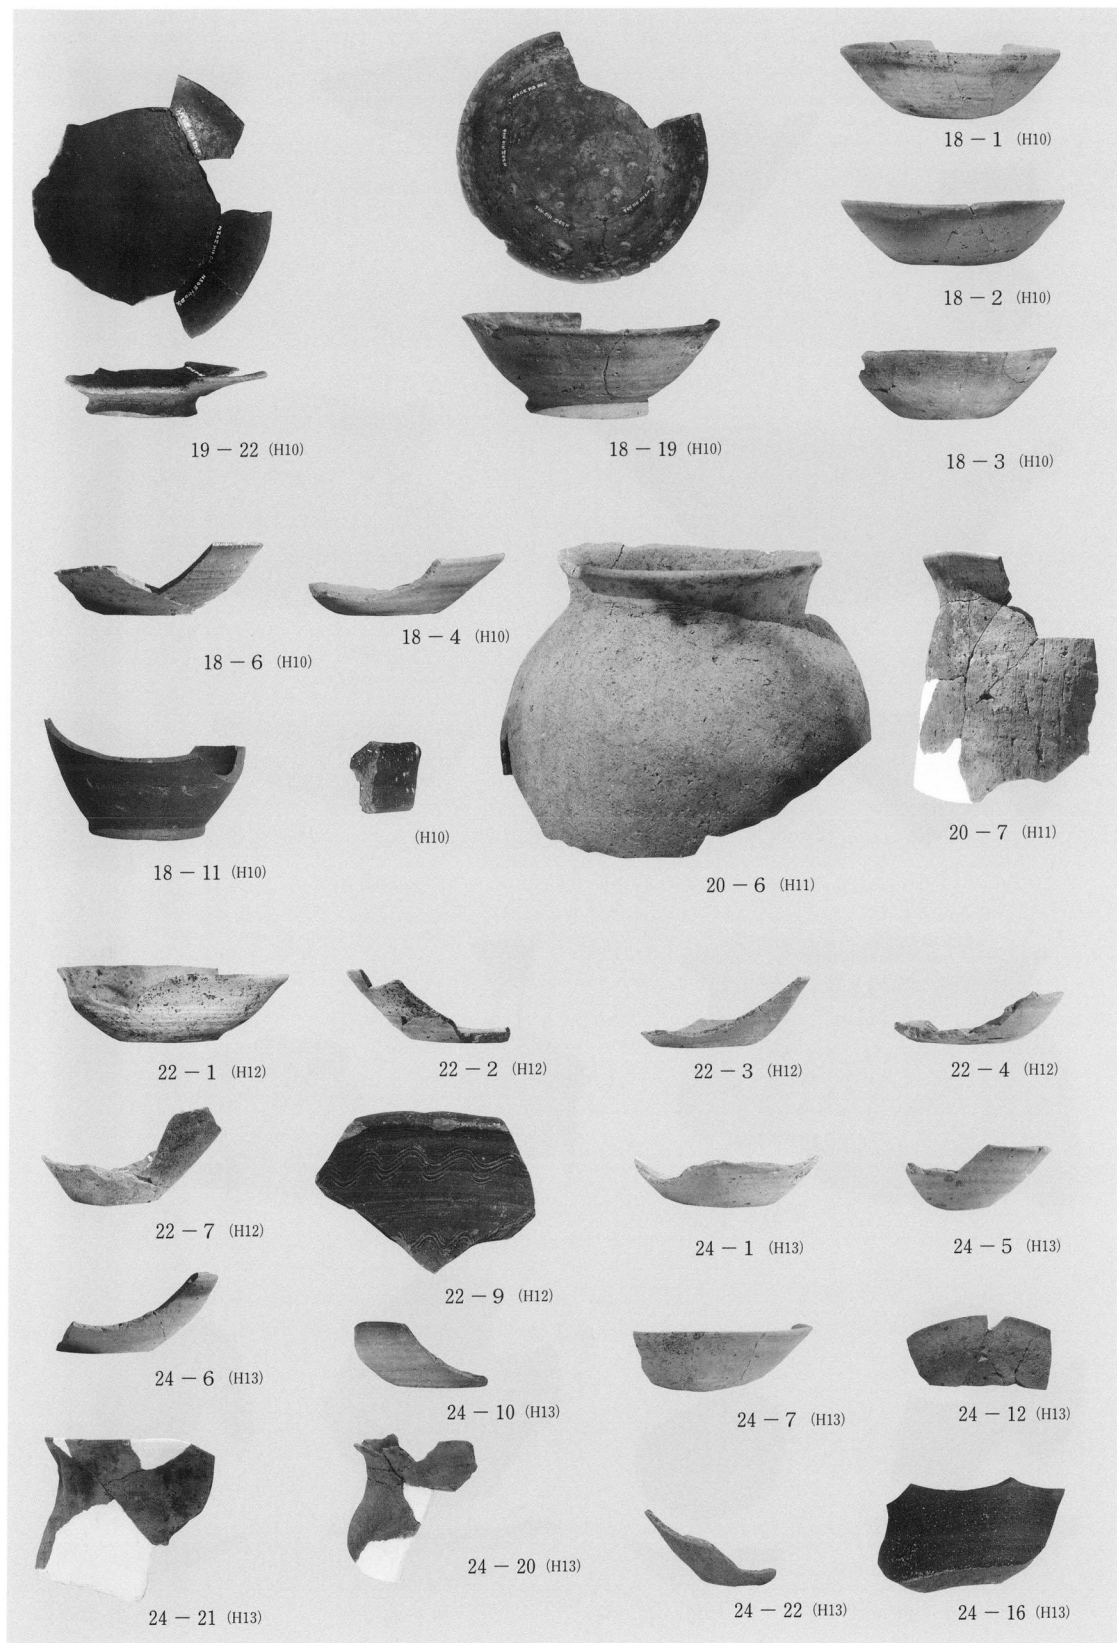 18－1 (H10)
18－2 (H10)
19－22 (H10)
18－19 (H10)
18－3 (H10)
18－6 (H10)
18－4 (H10)
18－11 (H10)
(H10)
20－6 (H11)
20－7 (H11)
22－1 (H12)
22－2 (H12)
22－3 (H12)
22－4 (H12)
22－7 (H12)
22－9 (H12)
24－1 (H13)
24－5 (H13)
24－6 (H13)
24－10 (H13)
24－7 (H13)
24－12 (H13)
24－21 (H13)
24－20 (H13)
24－22 (H13)
24－16 (H13)